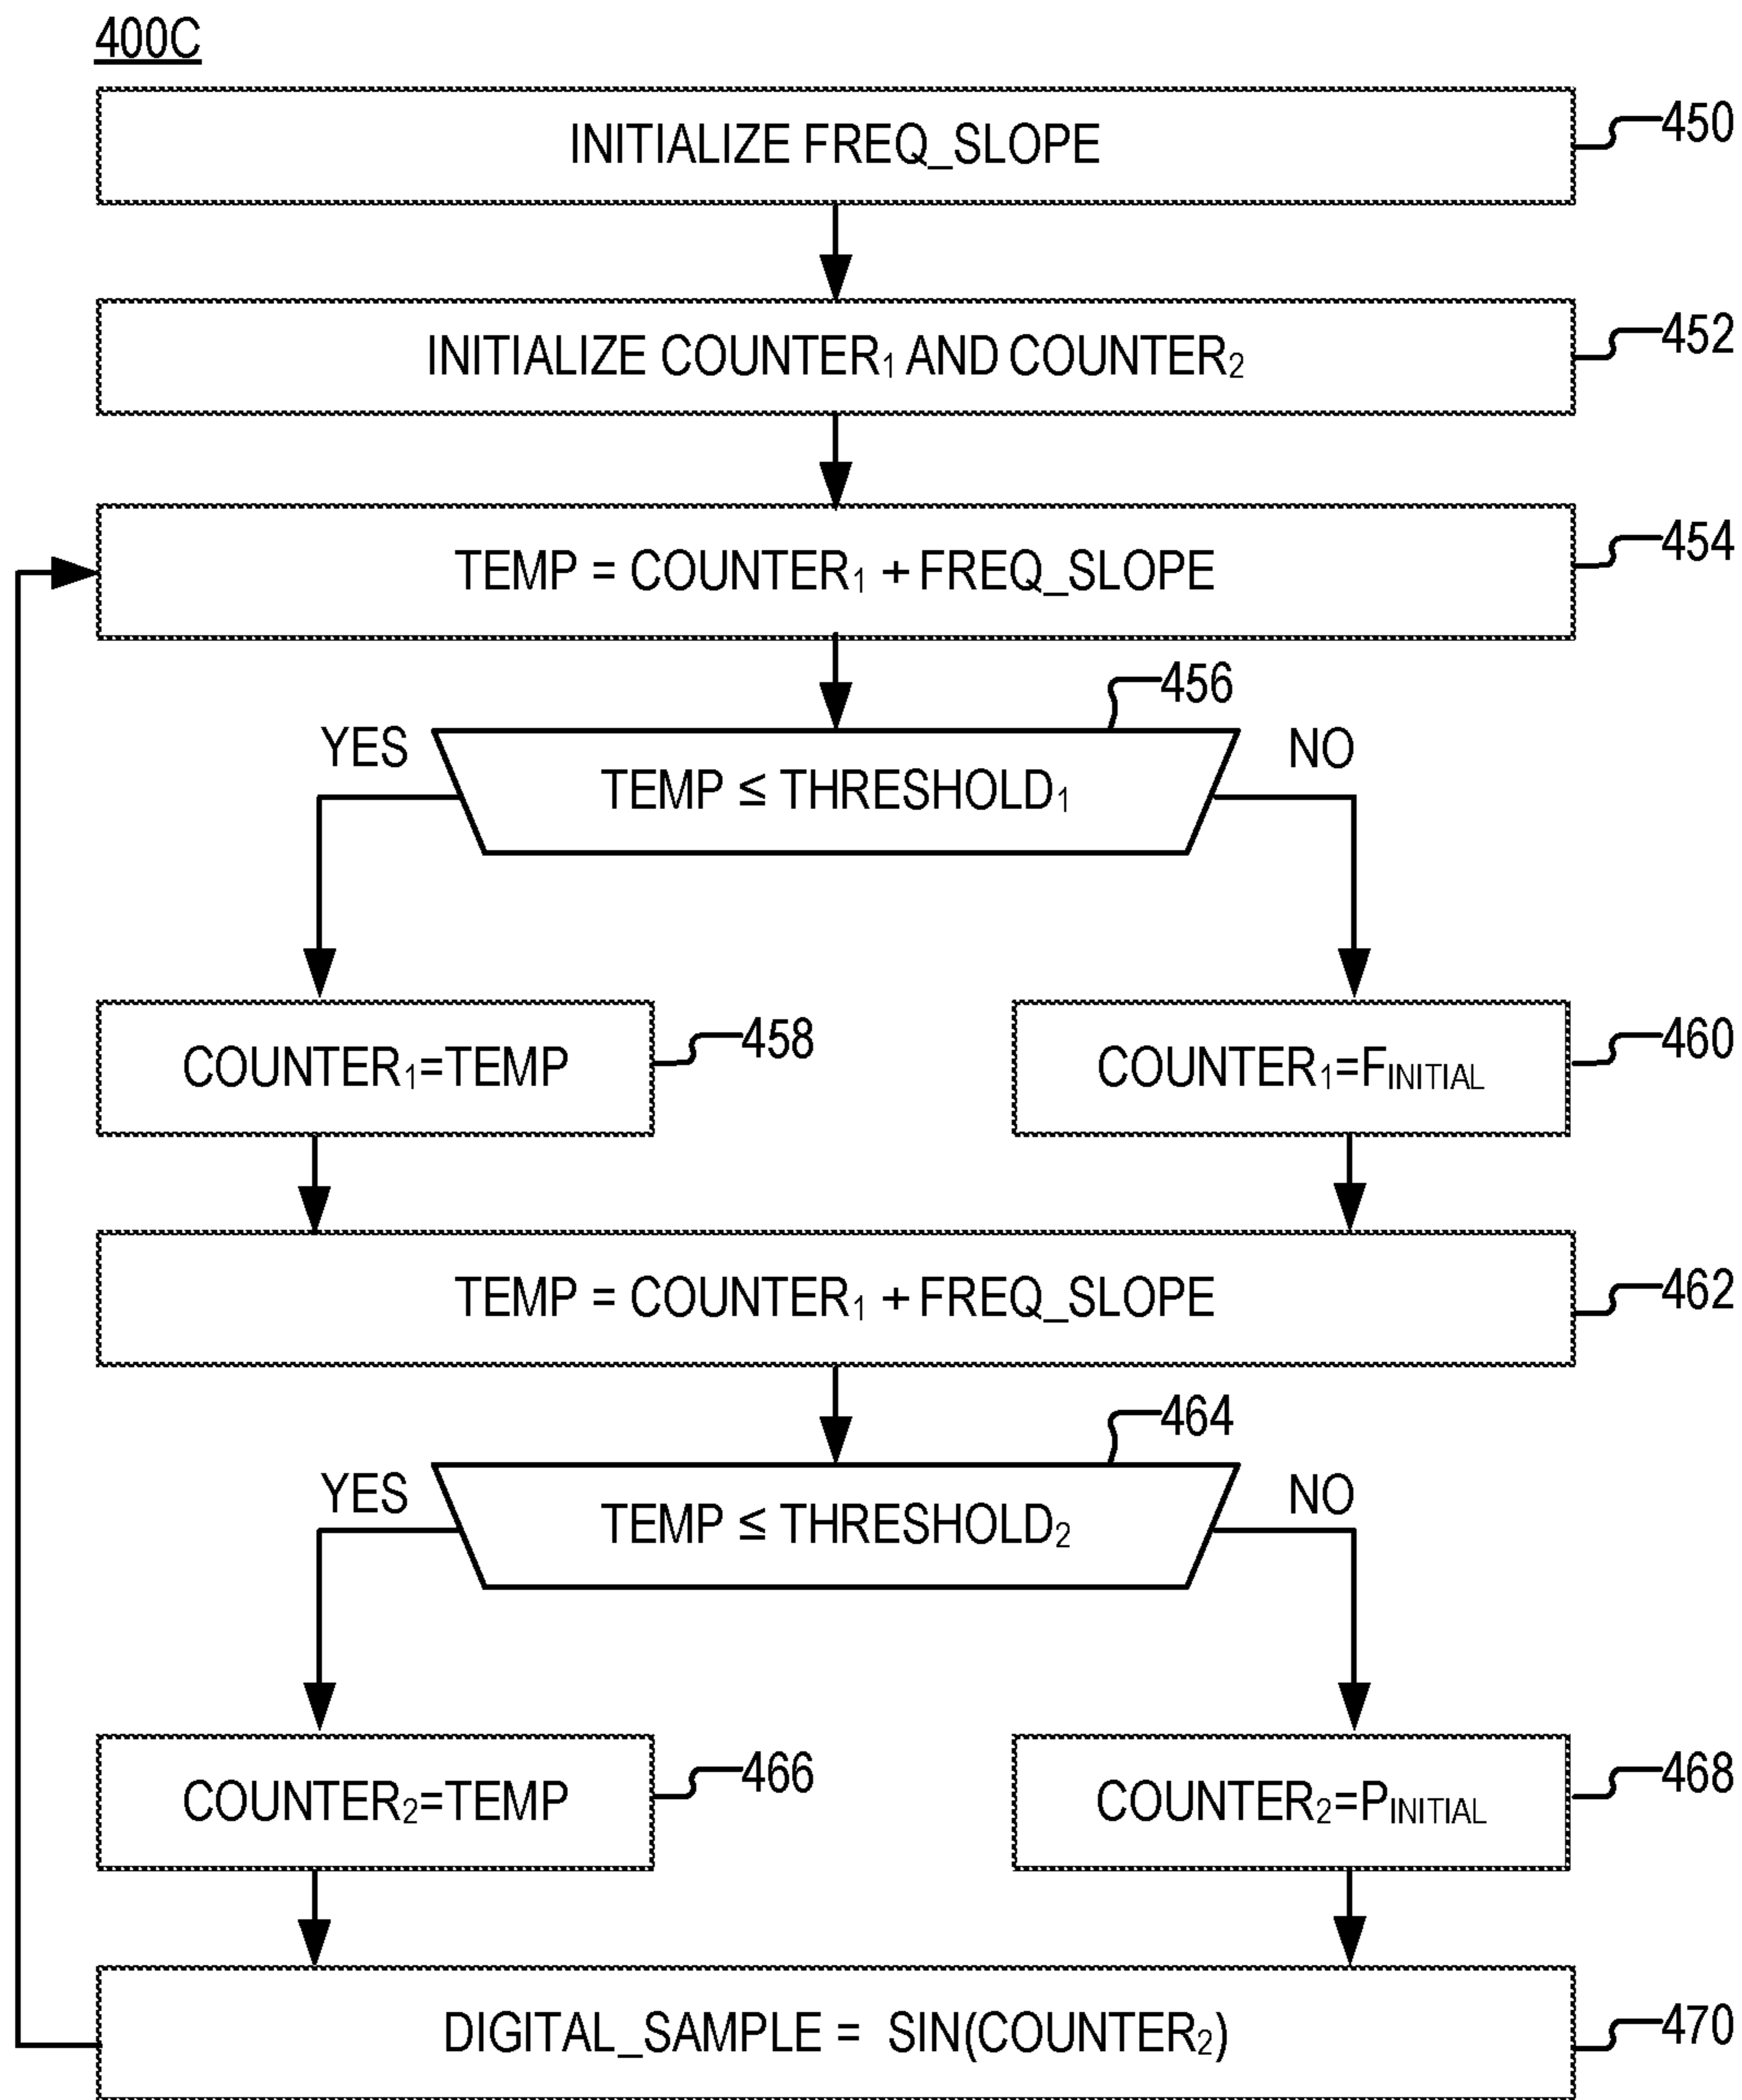 400C
INITIALIZE FREQ_SLOPE
450
INITIALIZE COUNTER₁ AND COUNTER₂
452
TEMP = COUNTER₁ + FREQ_SLOPE
454
456
YES
NO
TEMP ≤ THRESHOLD₁
COUNTER₁=TEMP
458
COUNTER₁=FINITIAL
460
TEMP = COUNTER₁ + FREQ_SLOPE
462
464
YES
NO
TEMP ≤ THRESHOLD₂
COUNTER₂=TEMP
466
COUNTER₂=PINITIAL
468
DIGITAL_SAMPLE = SIN(COUNTER₂)
470